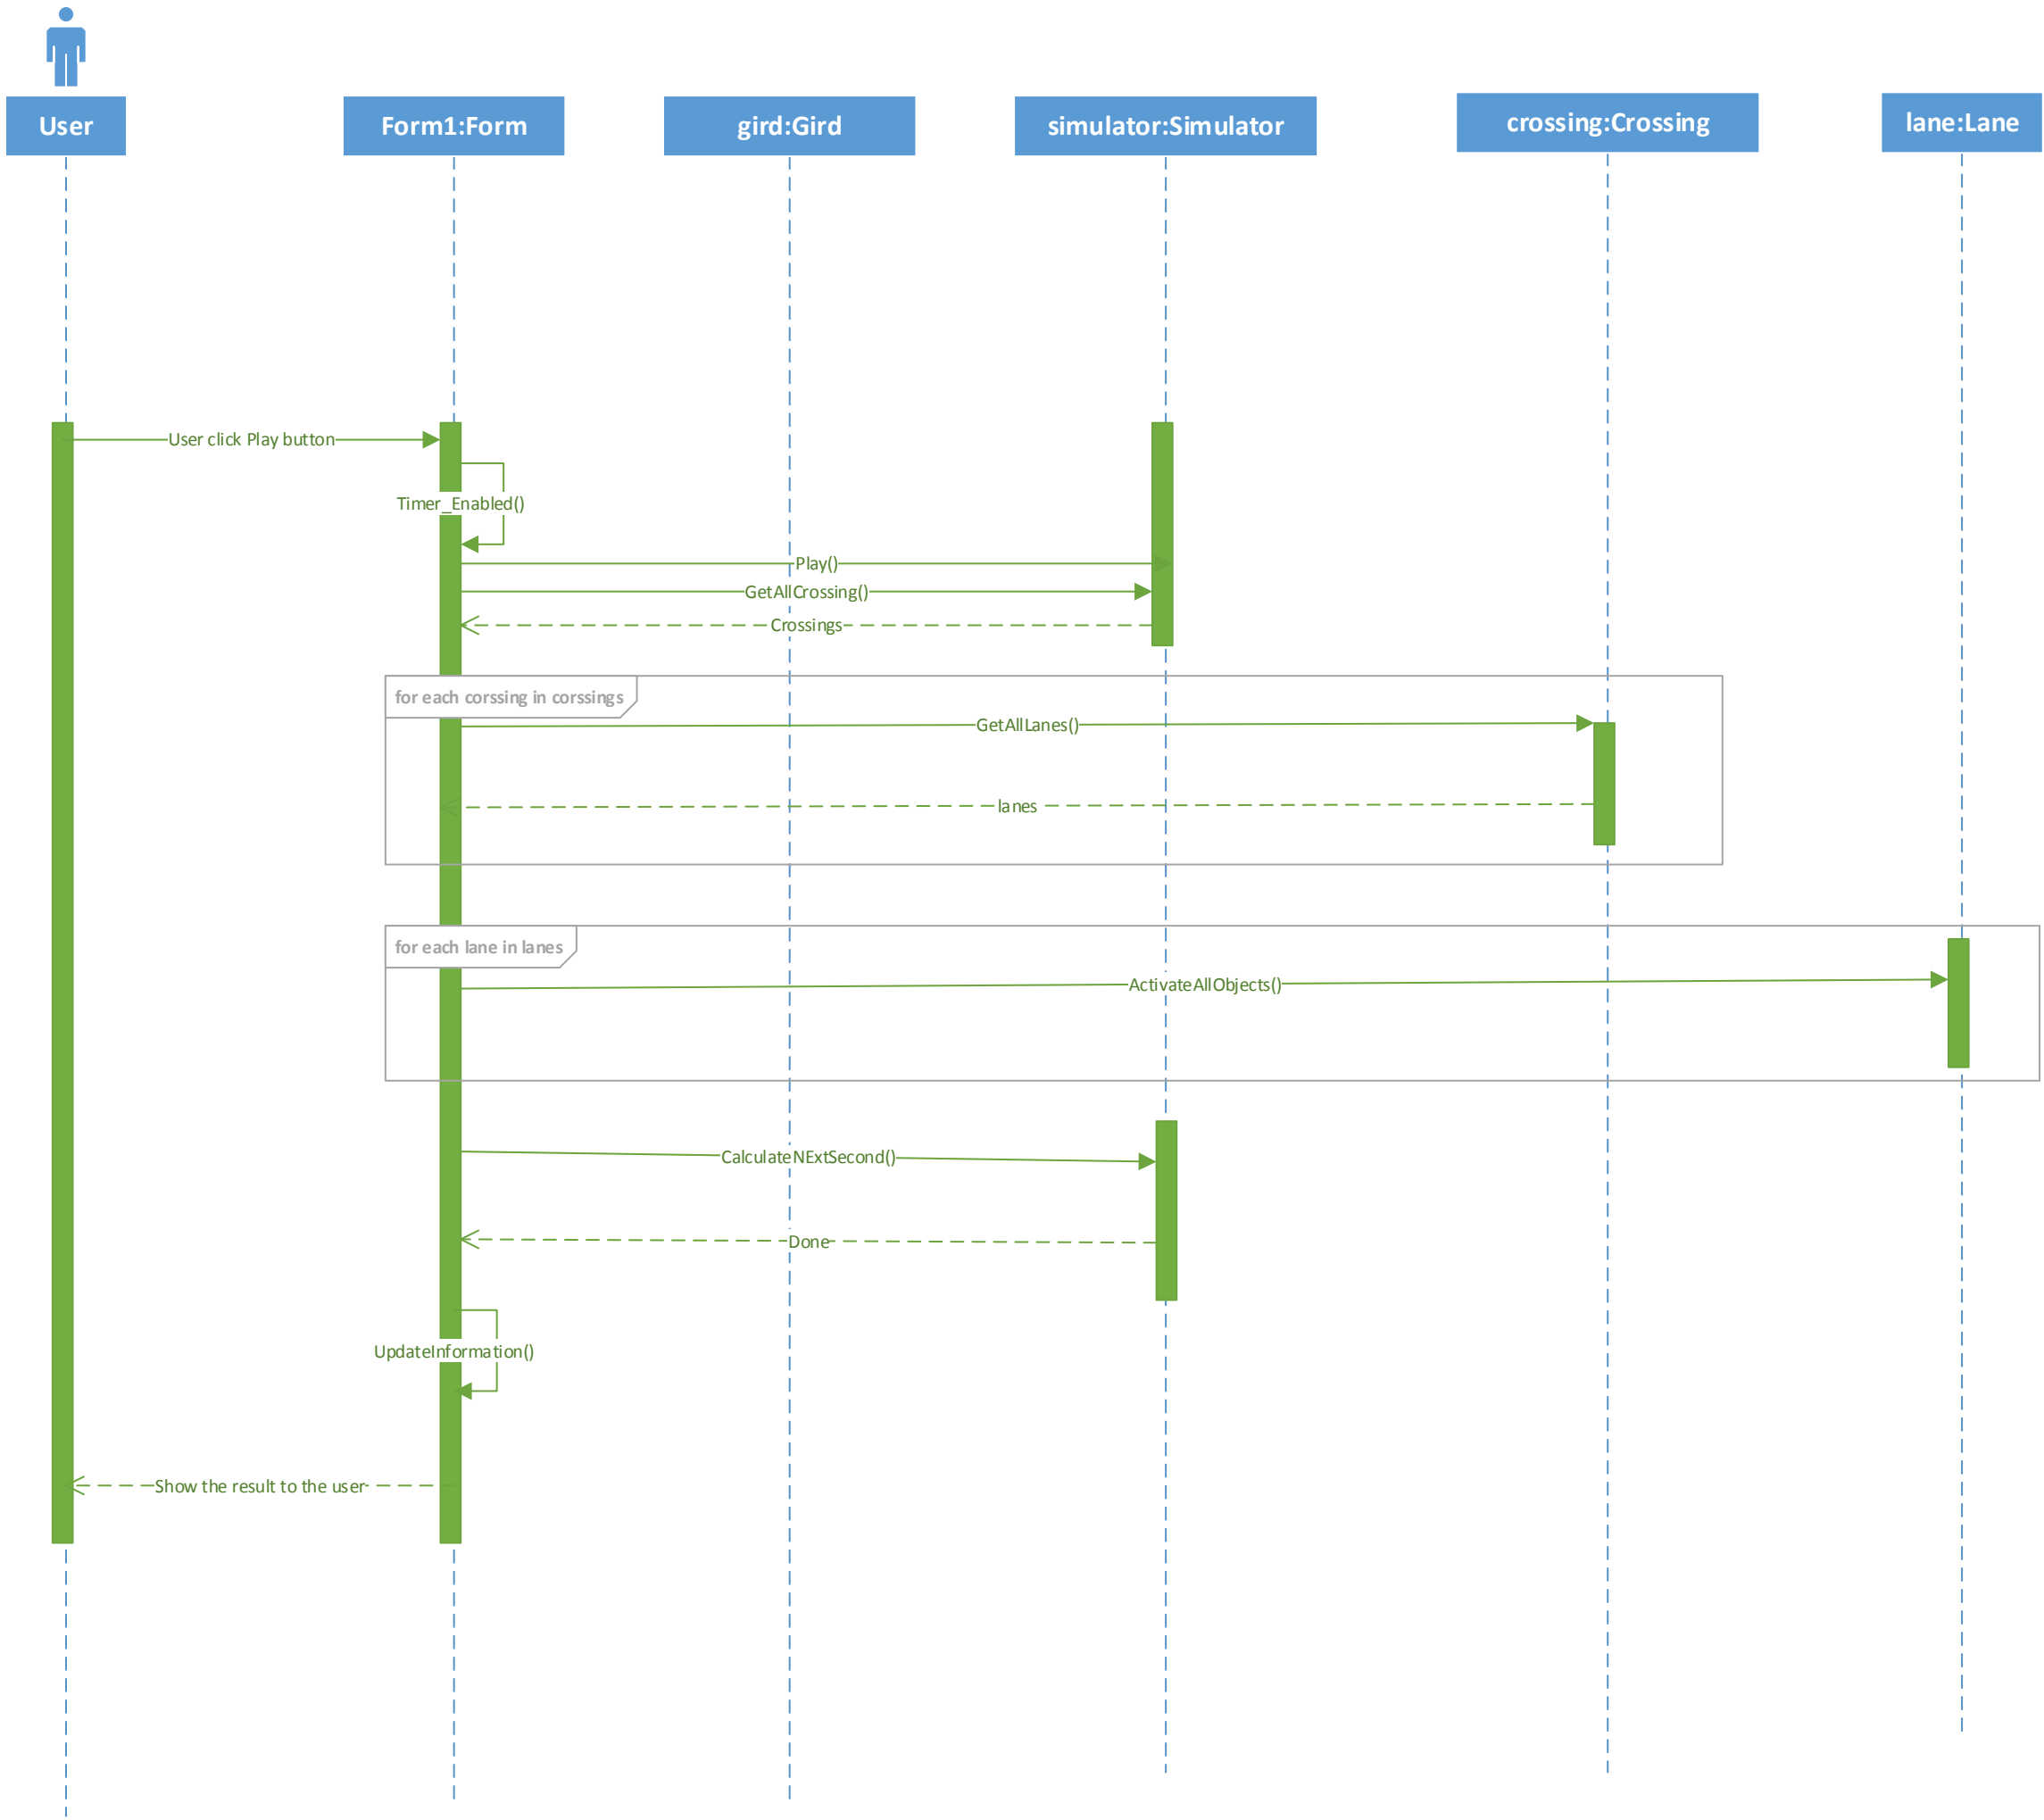 User
Form1:Form
gird:Gird
simulator:Simulator
crossing:Crossing
lane:Lane
User click Play button
Timer_Enabled()
Play()
GetAllCrossing()
Crossings
for each corssing in corssings
GetAllLanes()
lanes
for each lane in lanes
ActivateAllObjects()
CalculateNExtSecond()
Done
UpdateInformation()
Show the result to the user